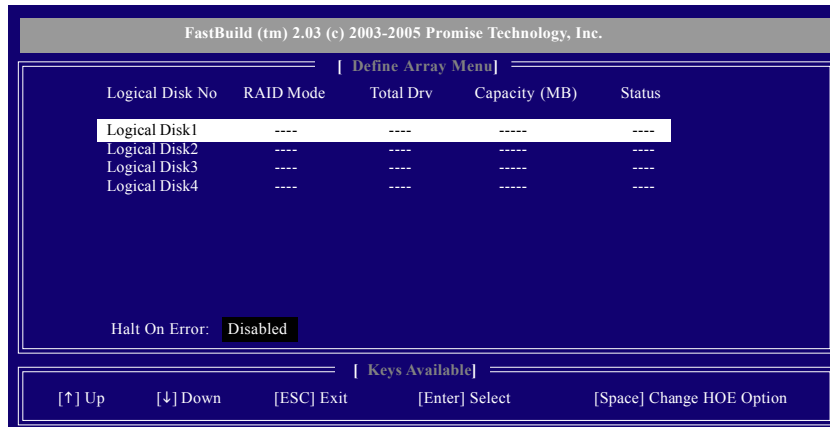 FastBuild (tm) 2.03 (c) 2003-2005 Promise Technology, Inc.
[ Define Array Menu]
Logical Disk No RAID Mode Total Drv Capacity (MB) Status
Logical Disk1 ---- ---- ----- ----
Logical Disk2 ---- ---- ----- ----
Logical Disk3 ---- ---- ----- ----
Logical Disk4 ---- ---- ----- ----
Halt On Error: Disabled
[ Keys Available]
[↑] Up [↓] Down [ESC] Exit [Enter] Select [Space] Change HOE Option